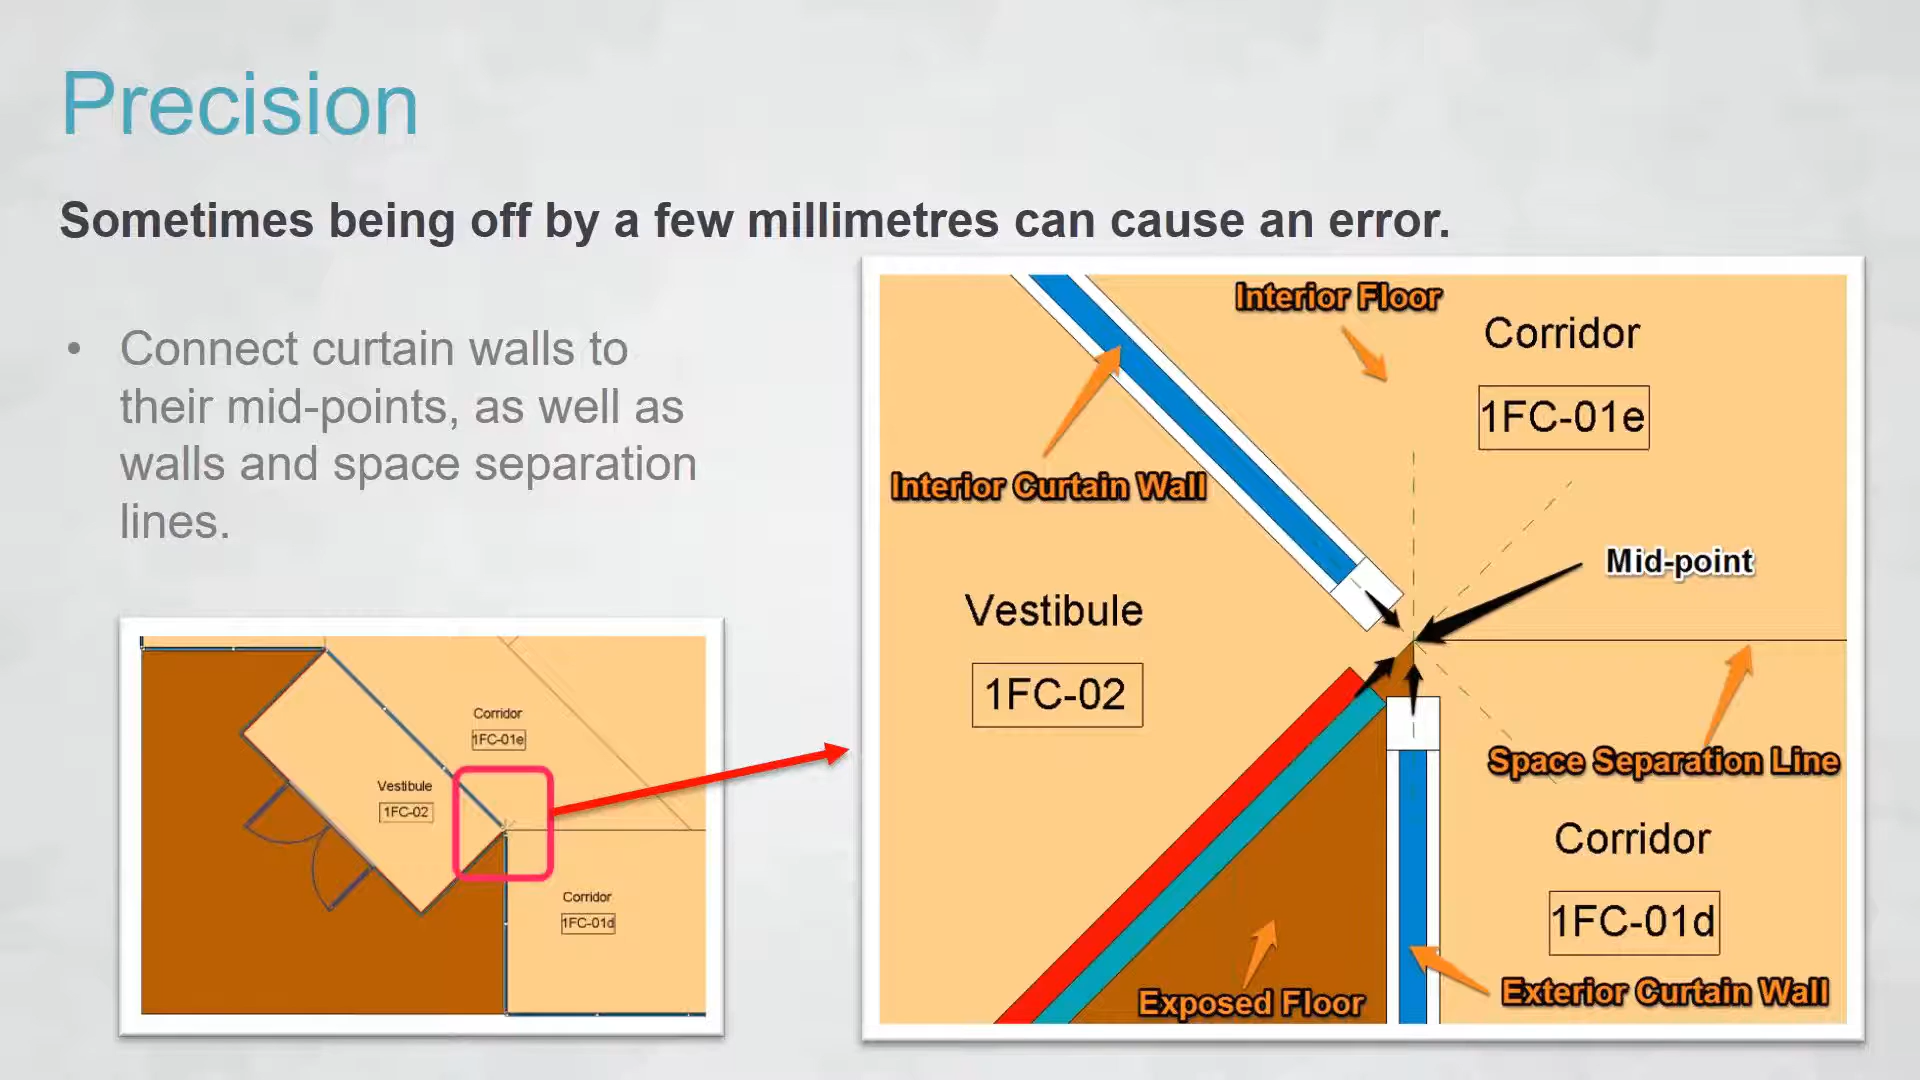 Precision
Sometimes being off by a few millimetres can cause an error.
• Connect curtain walls to
their mid-points, as well as
walls and space separation
lines.
Corridor
1FC-01e
Vestibule
1FC-02
Corridor
1FC-01d
Interior Floor
Corridor
1FC-01e
Interior Curtain Wall
Mid-point
Vestibule
1FC-02
Space Separation Line
Corridor
1FC-01d
Exposed Floor
Exterior Curtain Wall